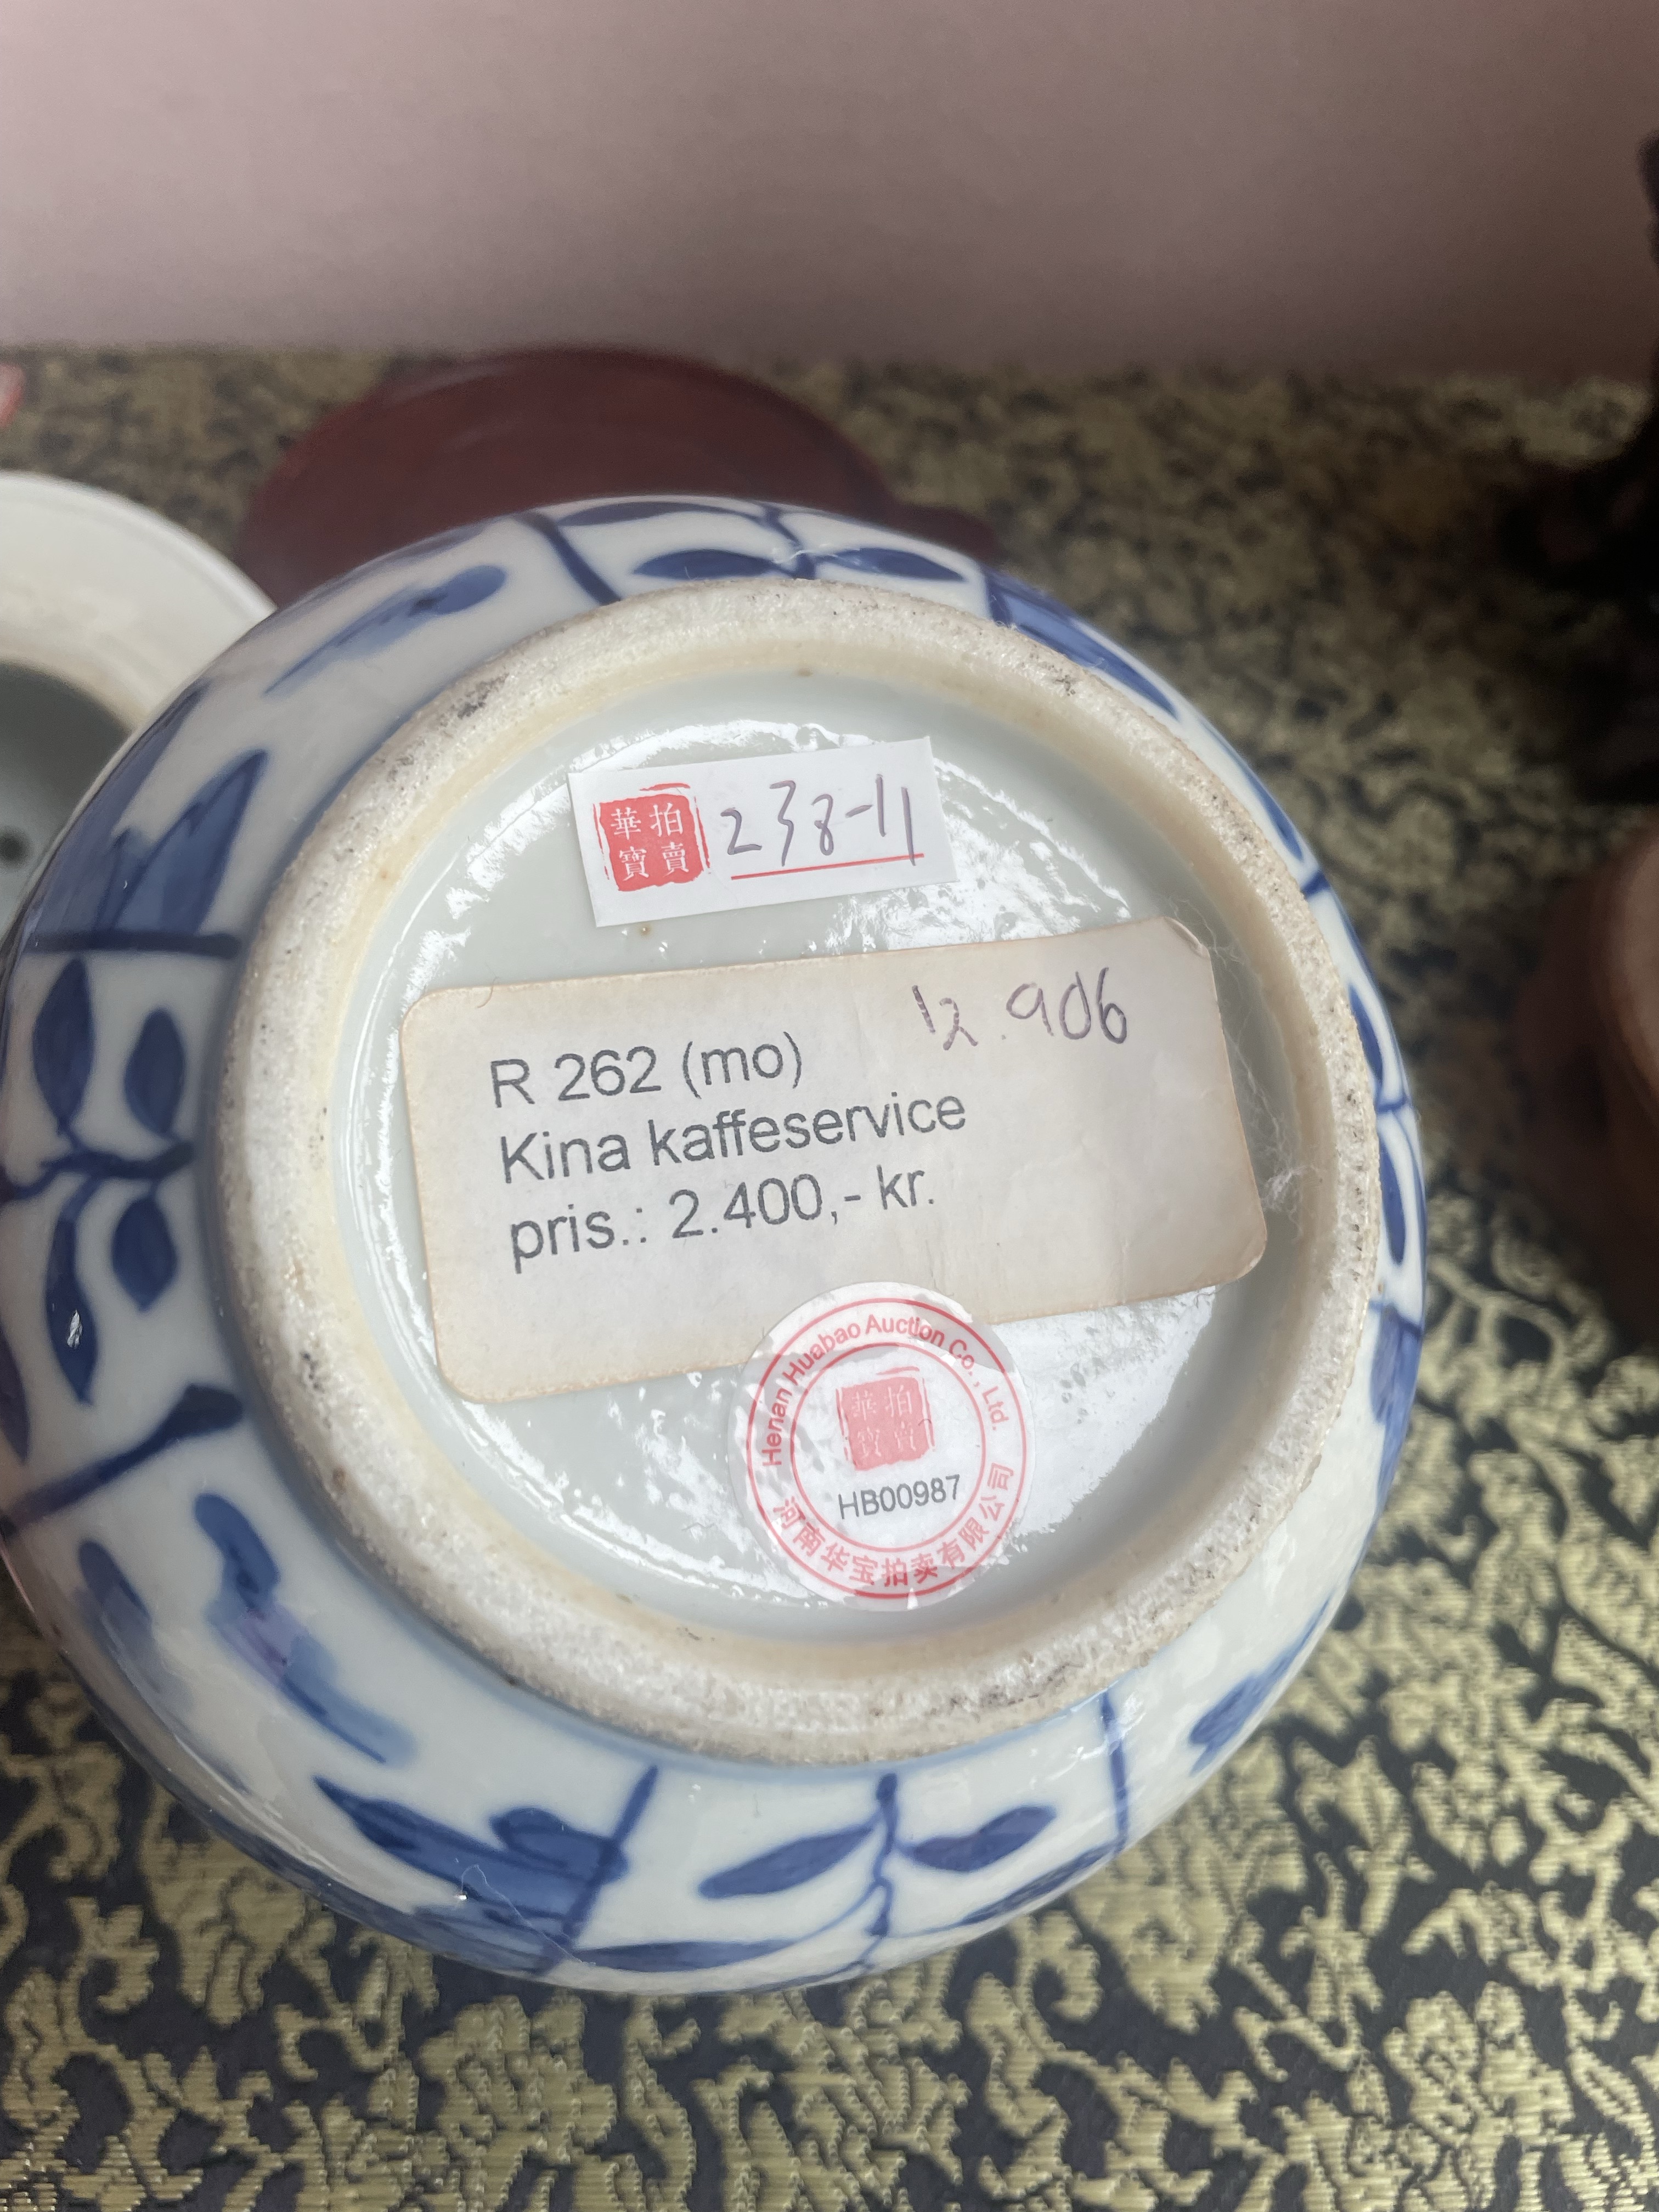 華拍
寶賣
238-11
12.906
R 262 (mo)
Kina kaffeservice
pris.: 2.400,- kr.
Henan Huabao Auction Co., Ltd.
華拍
寶賣
HB00987
河南华宝拍卖有限公司